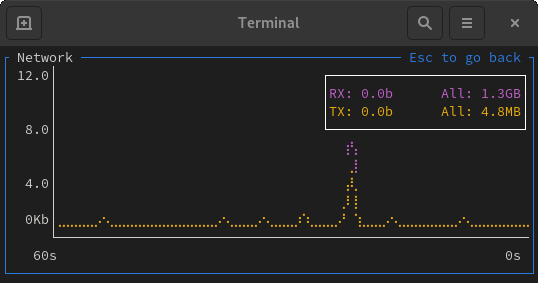 Terminal
Network Esc to go back
12.0
RX: 0.0b All: 1.3GB
TX: 0.0b All: 4.8MB
8.0
4.0
0Kb
60s 0s